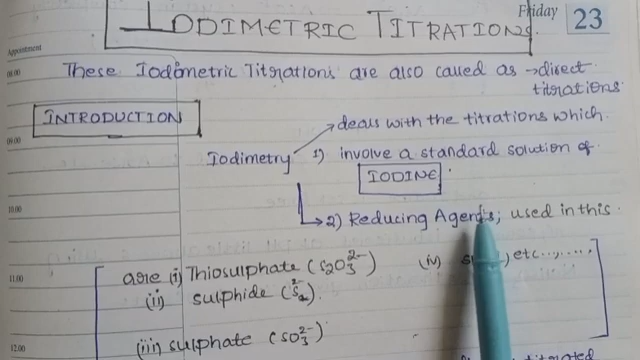 IODIMETRIC TITRATIONS
Friday 23
Appointment
08.00
These Iodometric Titrations are also called as → direct
titrations
INTRODUCTION
→ deals with the titrations which
09.00
Iodimetry 1) involve a standard solution of
IODINE
10.00
→ 2) Reducing Agents; used in this
11.00
are (i) Thiosulphate (S2O3^2-) (iv) etc..,....,
(ii) sulphide
(iii) sulphate (SO3^2-)
12.00